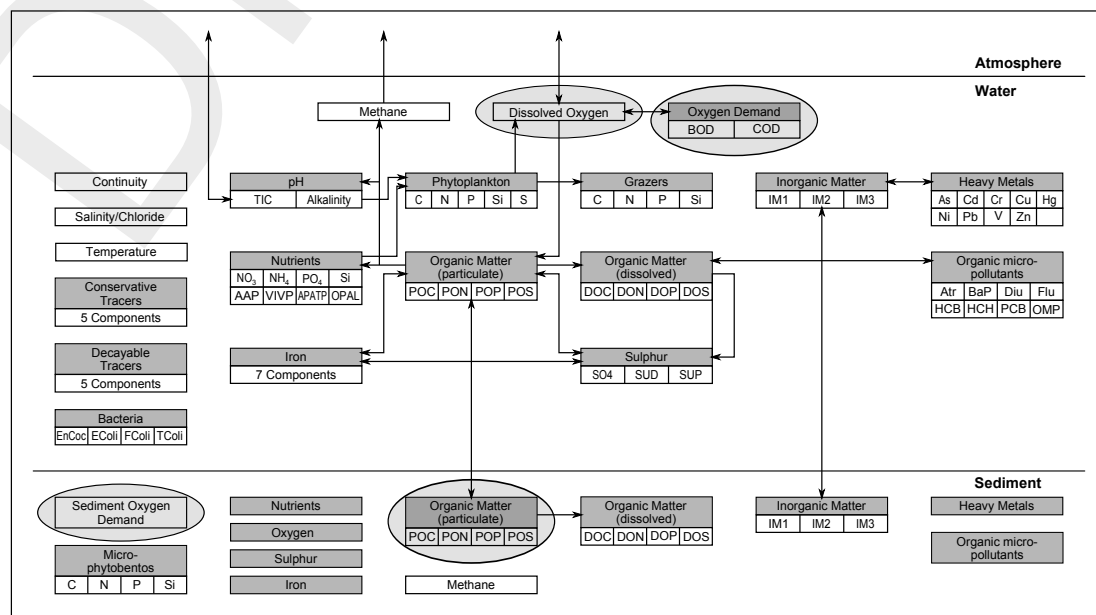 Atmosphere
Water
Methane
Dissolved Oxygen
Oxygen Demand
BOD COD
Continuity
Salinity/Chloride
Temperature
Conservative
Tracers
5 Components
Decayable
Tracers
5 Components
Bacteria
EnCoc EColi FColi TColi
pH
TIC Alkalinity
Phytoplankton
C N P Si S
Grazers
C N P Si
Inorganic Matter
IM1 IM2 IM3
Heavy Metals
As Cd Cr Cu Hg
Ni Pb V Zn
Nutrients
NO3 NH4 PO4 Si
AAP VIVP APATP OPAL
Organic Matter
(particulate)
POC PON POP POS
Organic Matter
(dissolved)
DOC DON DOP DOS
Organic micro-
pollutants
Atr BaP Diu Flu
HCB HCH PCB OMP
Iron
7 Components
Sulphur
SO4 SUD SUP
Sediment
Sediment Oxygen
Demand
Micro-
phytobentos
C N P Si
Nutrients
Oxygen
Sulphur
Iron
Organic Matter
(particulate)
POC PON POP POS
Methane
Organic Matter
(dissolved)
DOC DON DOP DOS
Inorganic Matter
IM1 IM2 IM3
Heavy Metals
Organic micro-
pollutants